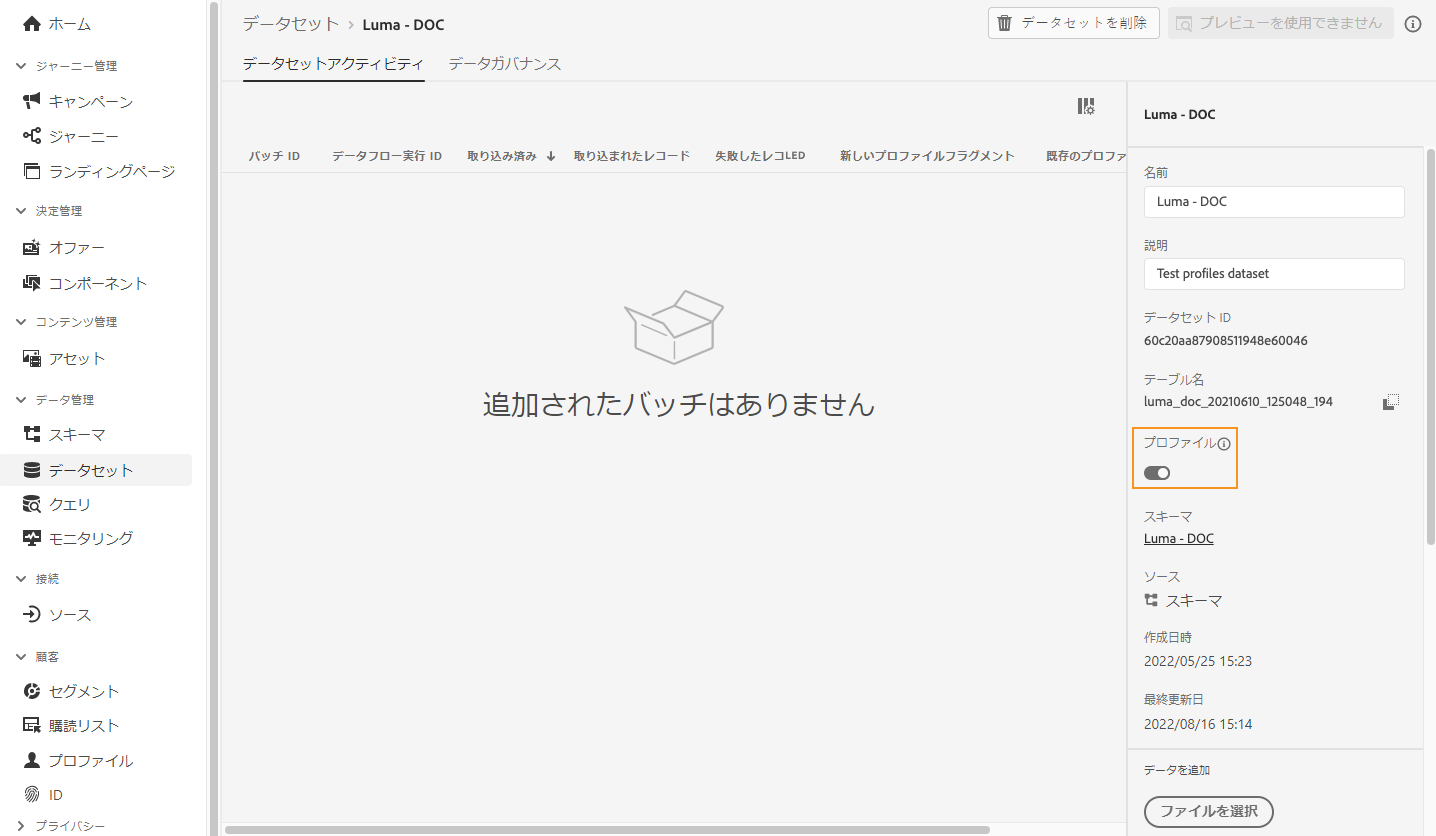 ホーム
ジャーニー管理
キャンペーン
ジャーニー
ランディングページ
決定管理
オファー
コンポーネント
コンテンツ管理
アセット
データ管理
スキーマ
データセット
クエリ
モニタリング
接続
ソース
顧客
セグメント
購読リスト
プロファイル
ID
プライバシー
データセット › Luma - DOC
データセットを削除
プレビューを使用できません
データセットアクティビティ
データガバナンス
バッチ ID
データフロー実行 ID
取り込み済み ↓
取り込まれたレコード
失敗したレコLED
新しいプロファイルフラグメント
既存のプロファ
追加されたバッチはありません
Luma - DOC
名前
Luma - DOC
説明
Test profiles dataset
データセット ID
60c20aa87908511948e60046
テーブル名
luma_doc_20210610_125048_194
プロファイル
スキーマ
Luma - DOC
ソース
スキーマ
作成日時
2022/05/25 15:23
最終更新日
2022/08/16 15:14
データを追加
ファイルを選択